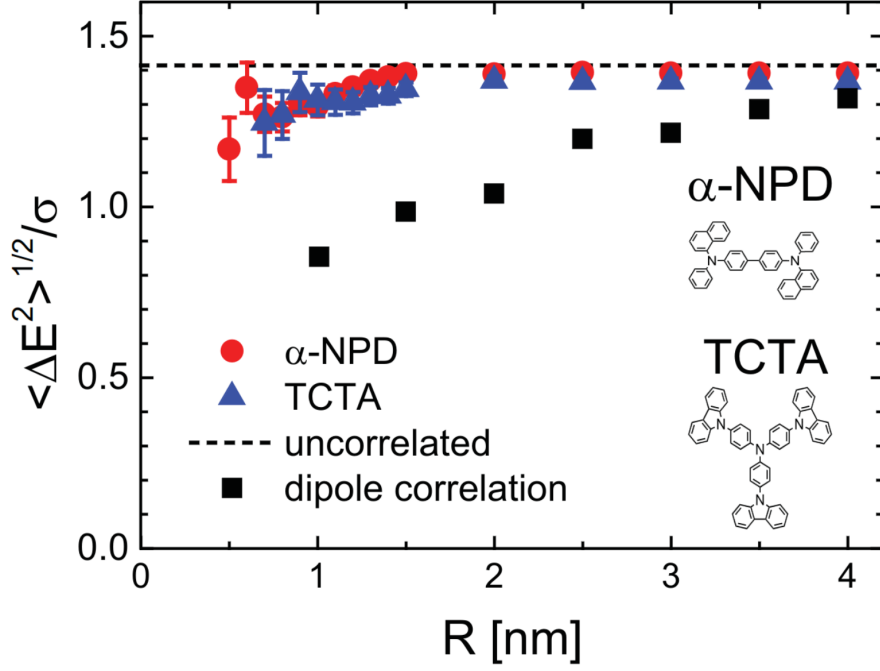 <ΔE²>¹/²/σ
1.5
1.0
0.5
0.0
α-NPD
N
N
TCTA
N
N
N
N
α-NPD
TCTA
uncorrelated
dipole correlation
0
1
2
3
4
R [nm]